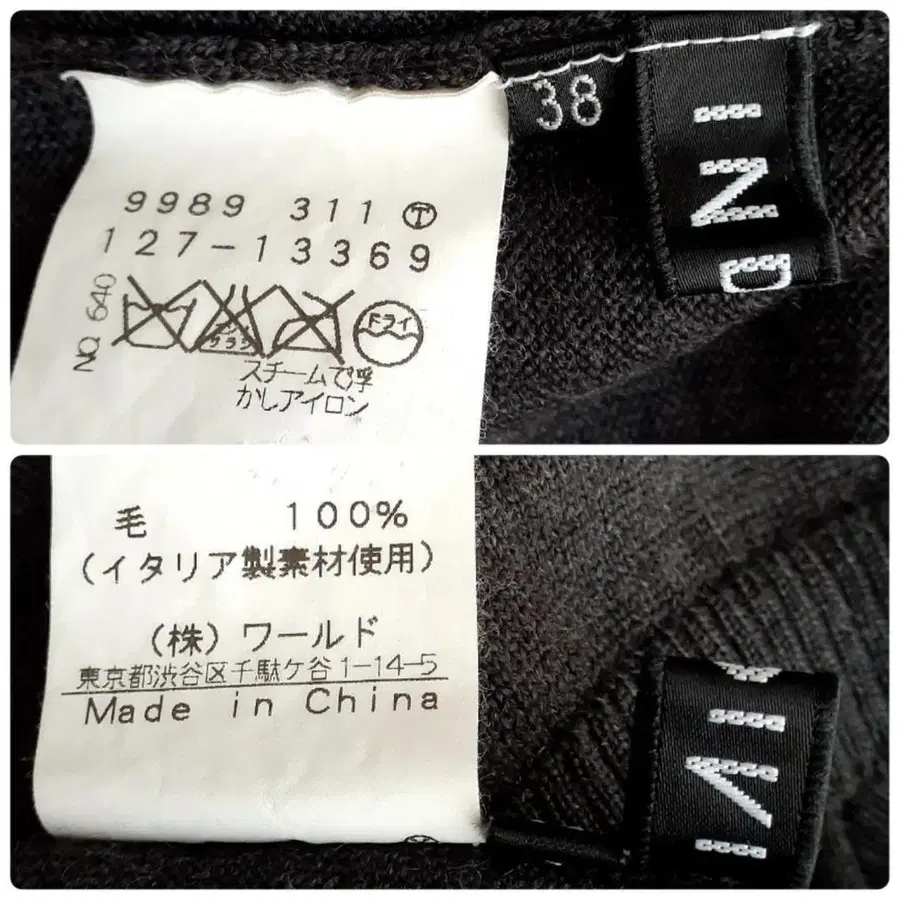 9989 311 Ⓣ
127-13369
NO. 640
ドライ
スチームで浮
かしアイロン
38
IND
毛 100%
(イタリア製素材使用)
(株)ワールド
東京都渋谷区千駄ケ谷1-14-5
Made in China
IVI